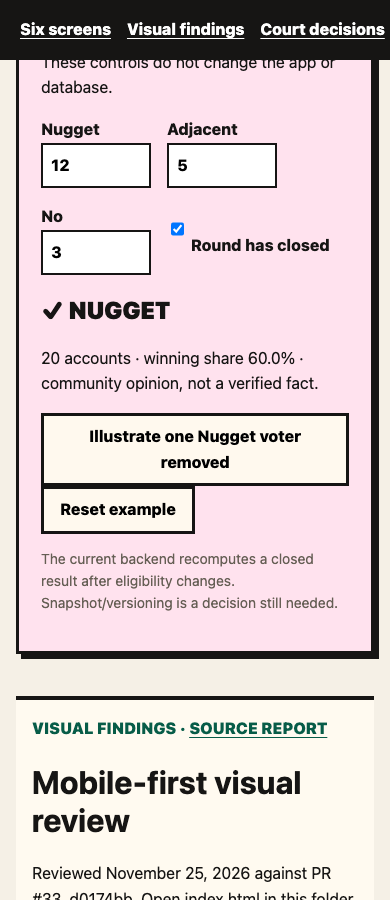 Six screens Visual findings Court decisions
These controls do not change the app or
database.
Nugget Adjacent
12 5
No
3 Round has closed
✓ NUGGET
20 accounts · winning share 60.0% ·
community opinion, not a verified fact.
Illustrate one Nugget voter
removed
Reset example
The current backend recomputes a closed
result after eligibility changes.
Snapshot/versioning is a decision still needed.
VISUAL FINDINGS · SOURCE REPORT
Mobile-first visual
review
Reviewed November 25, 2026 against PR
#33, d0174bb. Open index.html in this folder